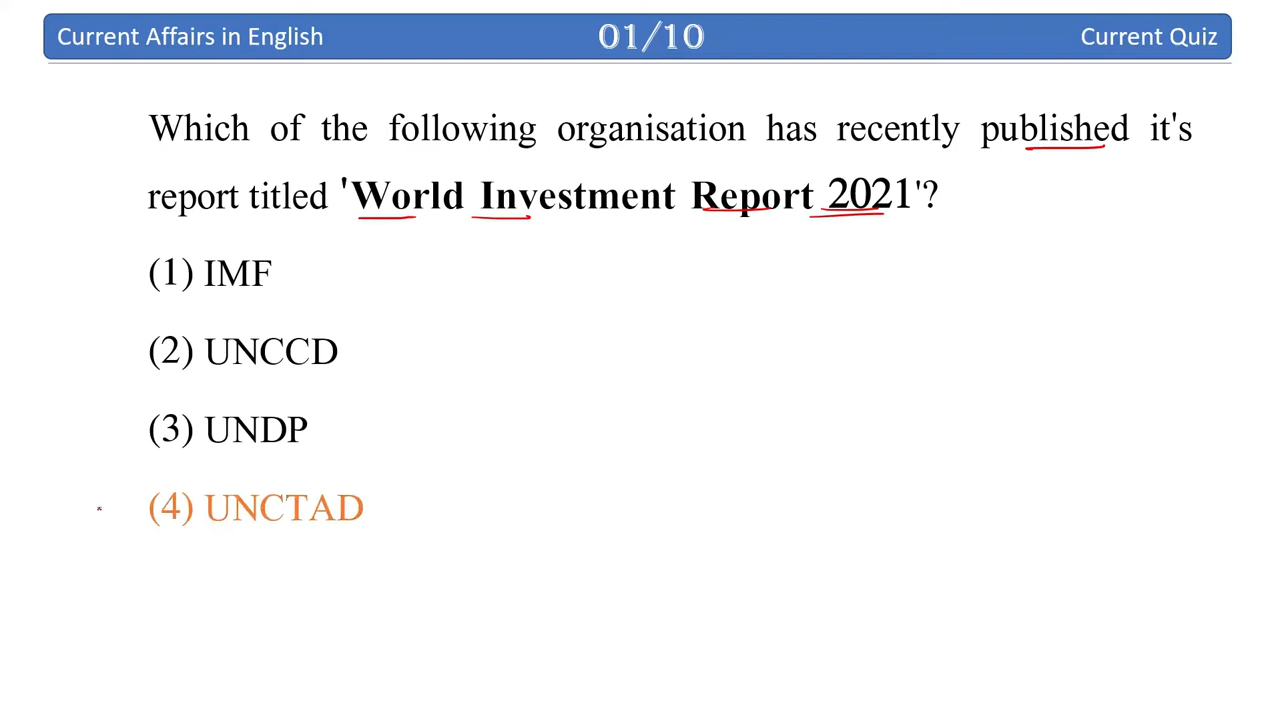 Current Affairs in English 01/10 Current Quiz
Which of the following organisation has recently published it's
report titled 'World Investment Report 2021'?
(1) IMF
(2) UNCCD
(3) UNDP
(4) UNCTAD